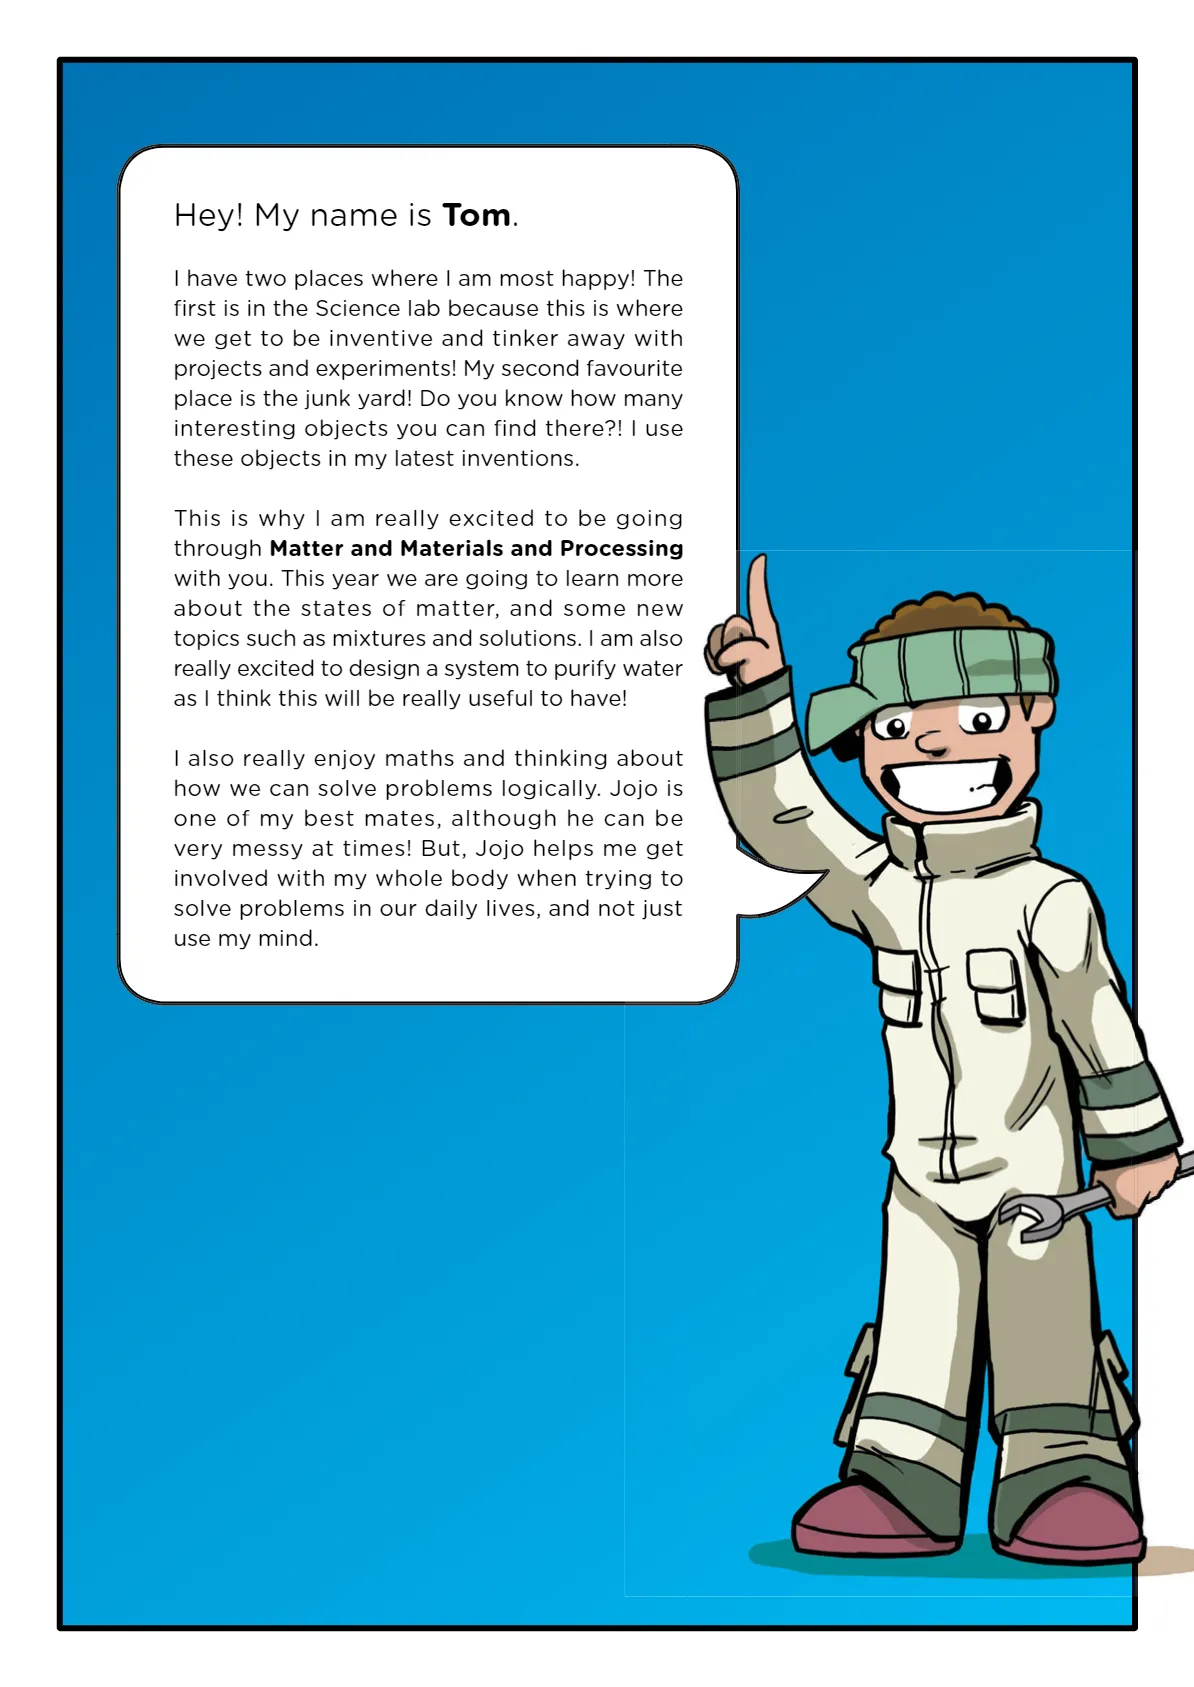 Hey! My name is Tom.
I have two places where I am most happy! The
first is in the Science lab because this is where
we get to be inventive and tinker away with
projects and experiments! My second favourite
place is the junk yard! Do you know how many
interesting objects you can find there?! I use
these objects in my latest inventions.
This is why I am really excited to be going
through Matter and Materials and Processing
with you. This year we are going to learn more
about the states of matter, and some new
topics such as mixtures and solutions. I am also
really excited to design a system to purify water
as I think this will be really useful to have!
I also really enjoy maths and thinking about
how we can solve problems logically. Jojo is
one of my best mates, although he can be
very messy at times! But, Jojo helps me get
involved with my whole body when trying to
solve problems in our daily lives, and not just
use my mind.